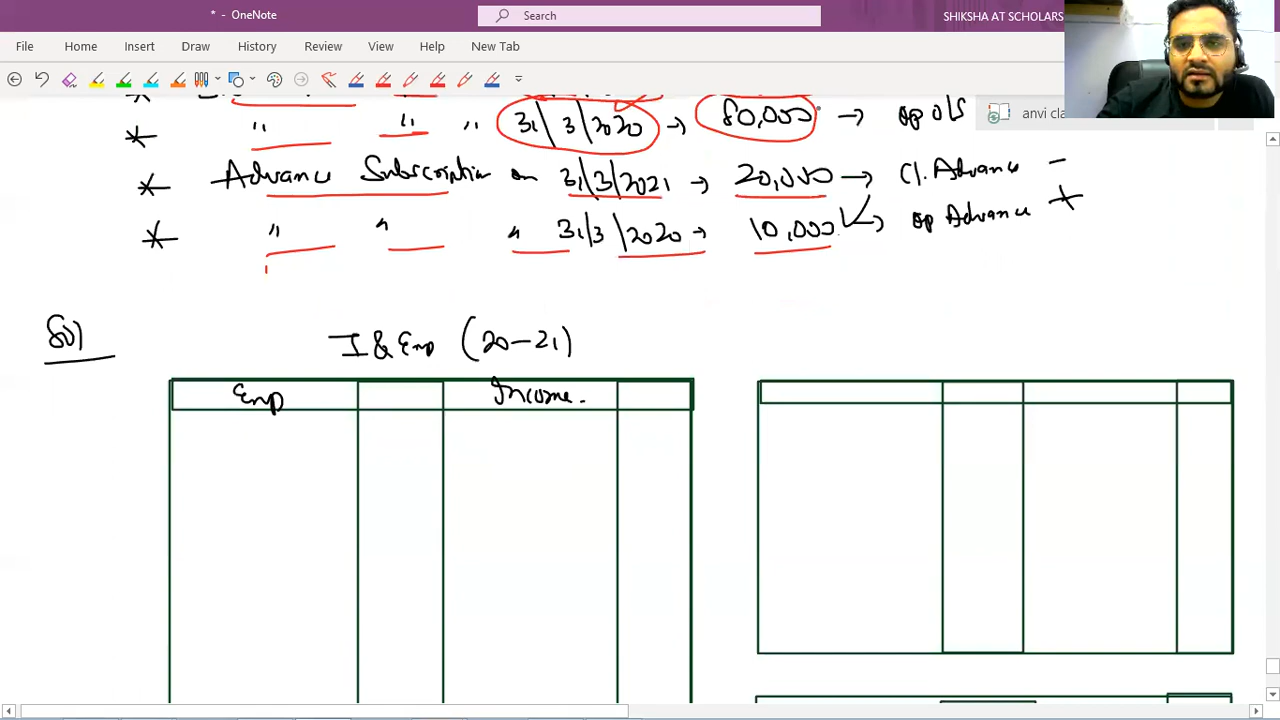 * - OneNote
Search
SHIKSHA AT SCHOLARS
File Home Insert Draw History Review View Help New Tab
anvi cla
* " " " 31/3/2020 → 80,000 → op O/S
* Advance Subscription on 31/3/2021 → 20,000 → Cl. Advance -
* " " " 31/3/2020 → 10,000 → op Advance +
Sol
I & Exp (20-21)
Exp Income.